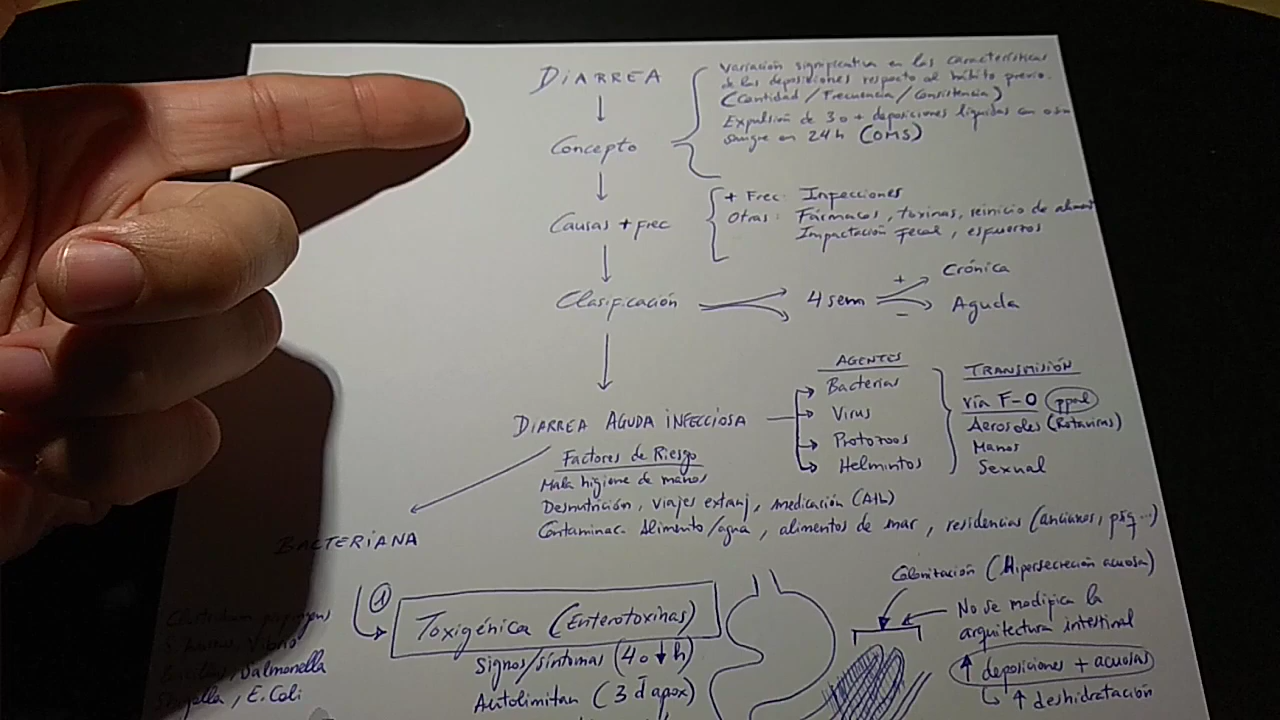 DIARREA
Variación significativa en las características
de las deposiciones respecto al hábito previo.
(Cantidad/Frecuencia/Consistencia)
Concepto
Expulsión de 3 o + deposiciones líquidas con o sin
sangre en 24h (OMS)
Causas + frec
+ Frec: Infecciones
Otras: Fármacos, toxinas, reinicio de aliment
Impactación fecal, esfuerzos
Clasificación
4 sem
+
Crónica
-
Aguda
DIARREA AGUDA INFECCIOSA
AGENTES
Bacterias
Virus
Protozoos
Helmintos
TRANSMISIÓN
Vía F-O (ppal)
Aerosoles (Rotavirus)
Manos
Sexual
Factores de Riesgo
Mala higiene de manos
Desnutrición, viajes extranj, medicación (Atb)
Contaminac. Alimento/agua, alimentos de mar, residencias (ancianos, psq...)
BACTERIANA
1
Toxigénica (Enterotoxinas)
Signos/síntomas (4 o ↓ h)
Autolimitan (3 d apox)
Clostridium
S. Aureus, Vibrio
Salmonella
Shigella, E. Coli
Colonización (Hipersecreción acuosa)
No se modifica la
arquitectura intestinal
↑ deposiciones + acuosas
↑ deshidratación